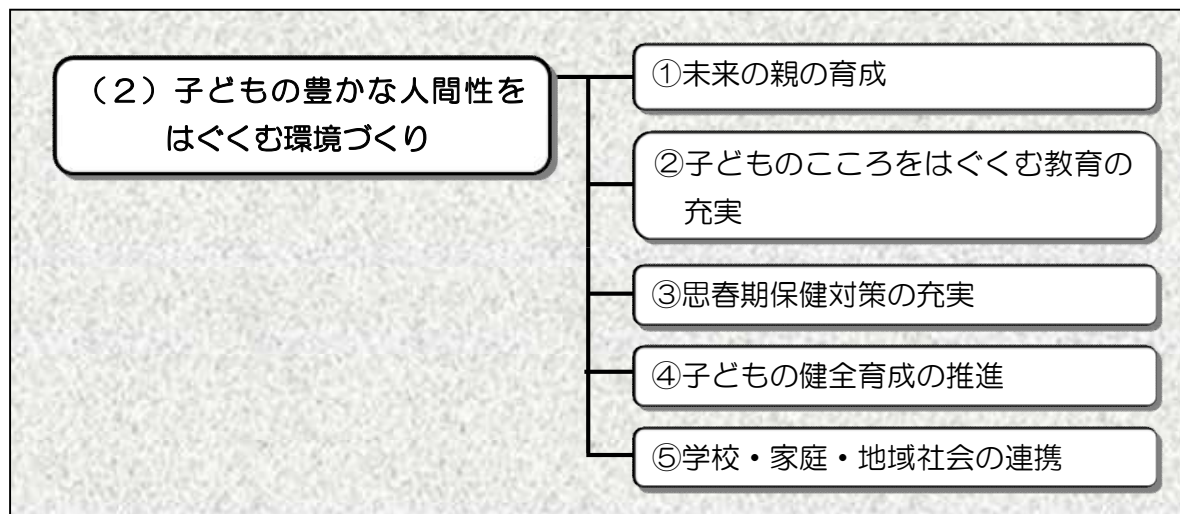 (2)子どもの豊かな人間性を
はぐくむ環境づくり
①未来の親の育成
②子どものこころをはぐくむ教育の
充実
③思春期保健対策の充実
④子どもの健全育成の推進
⑤学校・家庭・地域社会の連携